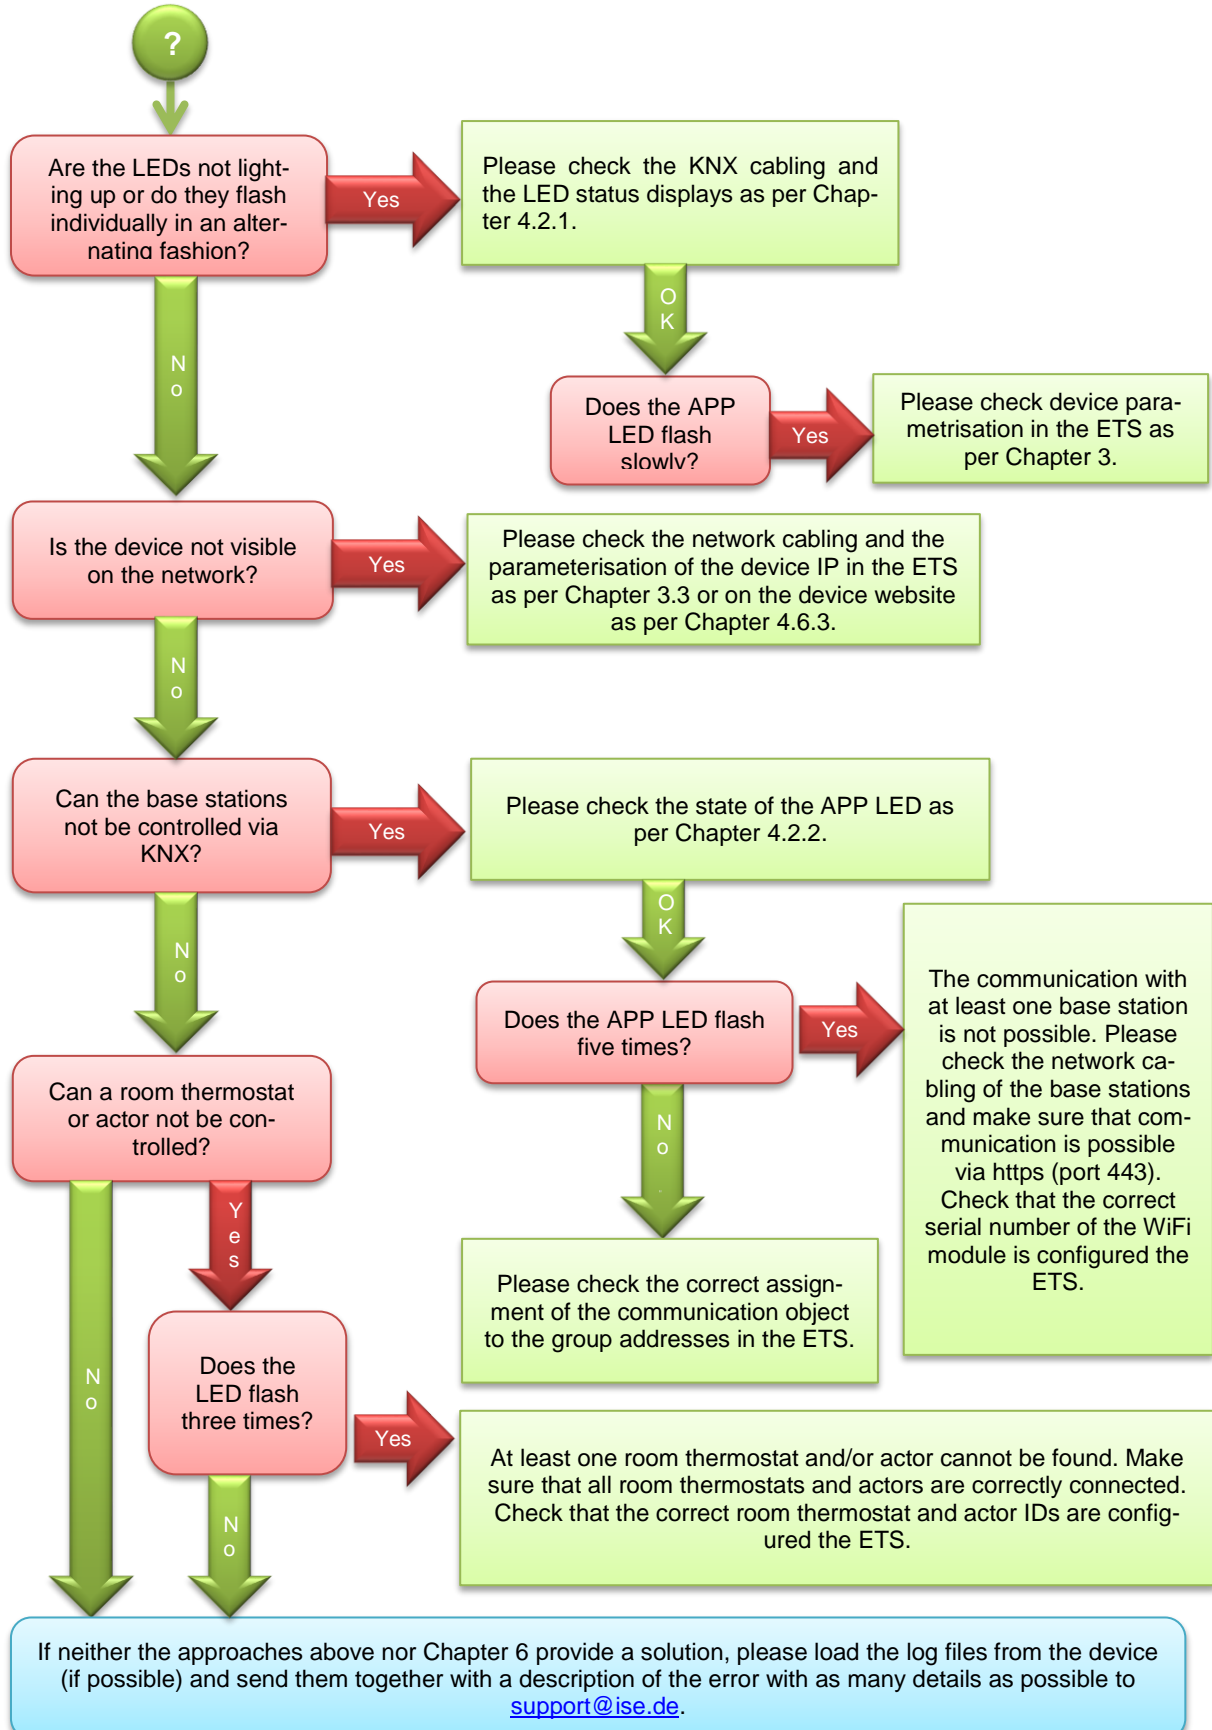 ?
Are the LEDs not light-
ing up or do they flash
individually in an alter-
nating fashion?
Yes
Please check the KNX cabling and
the LED status displays as per Chap-
ter 4.2.1.
O
K
N
o
Does the APP
LED flash
slowly?
Yes
Please check device para-
metrisation in the ETS as
per Chapter 3.
Is the device not visible
on the network?
Yes
Please check the network cabling and the
parameterisation of the device IP in the ETS
as per Chapter 3.3 or on the device website
as per Chapter 4.6.3.
N
o
Can the base stations
not be controlled via
KNX?
Yes
Please check the state of the APP LED as
per Chapter 4.2.2.
O
K
N
o
Does the APP LED flash
five times?
Yes
The communication with
at least one base station
is not possible. Please
check the network ca-
bling of the base stations
and make sure that com-
munication is possible
via https (port 443).
Check that the correct
serial number of the WiFi
module is configured the
ETS.
N
o
Please check the correct assign-
ment of the communication object
to the group addresses in the ETS.
Can a room thermostat
or actor not be con-
trolled?
Y
e
s
N
o
Does the
LED flash
three times?
Yes
At least one room thermostat and/or actor cannot be found. Make
sure that all room thermostats and actors are correctly connected.
Check that the correct room thermostat and actor IDs are config-
ured the ETS.
N
o
If neither the approaches above nor Chapter 6 provide a solution, please load the log files from the device
(if possible) and send them together with a description of the error with as many details as possible to
support@ise.de.